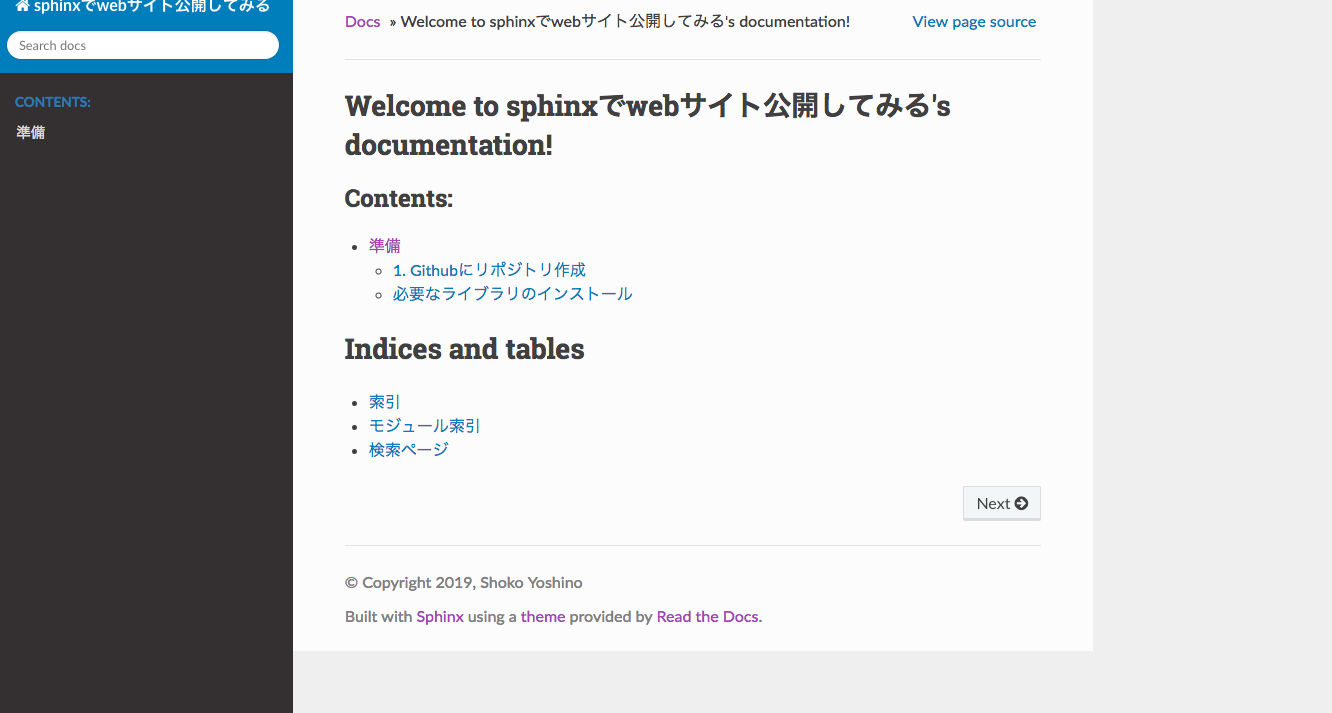 sphinxでwebサイト公開してみる
Search docs
CONTENTS:
準備
Docs » Welcome to sphinxでwebサイト公開してみる's documentation!
View page source
Welcome to sphinxでwebサイト公開してみる's
documentation!
Contents:
準備
1. Githubにリポジトリ作成
必要なライブラリのインストール
Indices and tables
索引
モジュール索引
検索ページ
Next
© Copyright 2019, Shoko Yoshino
Built with Sphinx using a theme provided by Read the Docs.